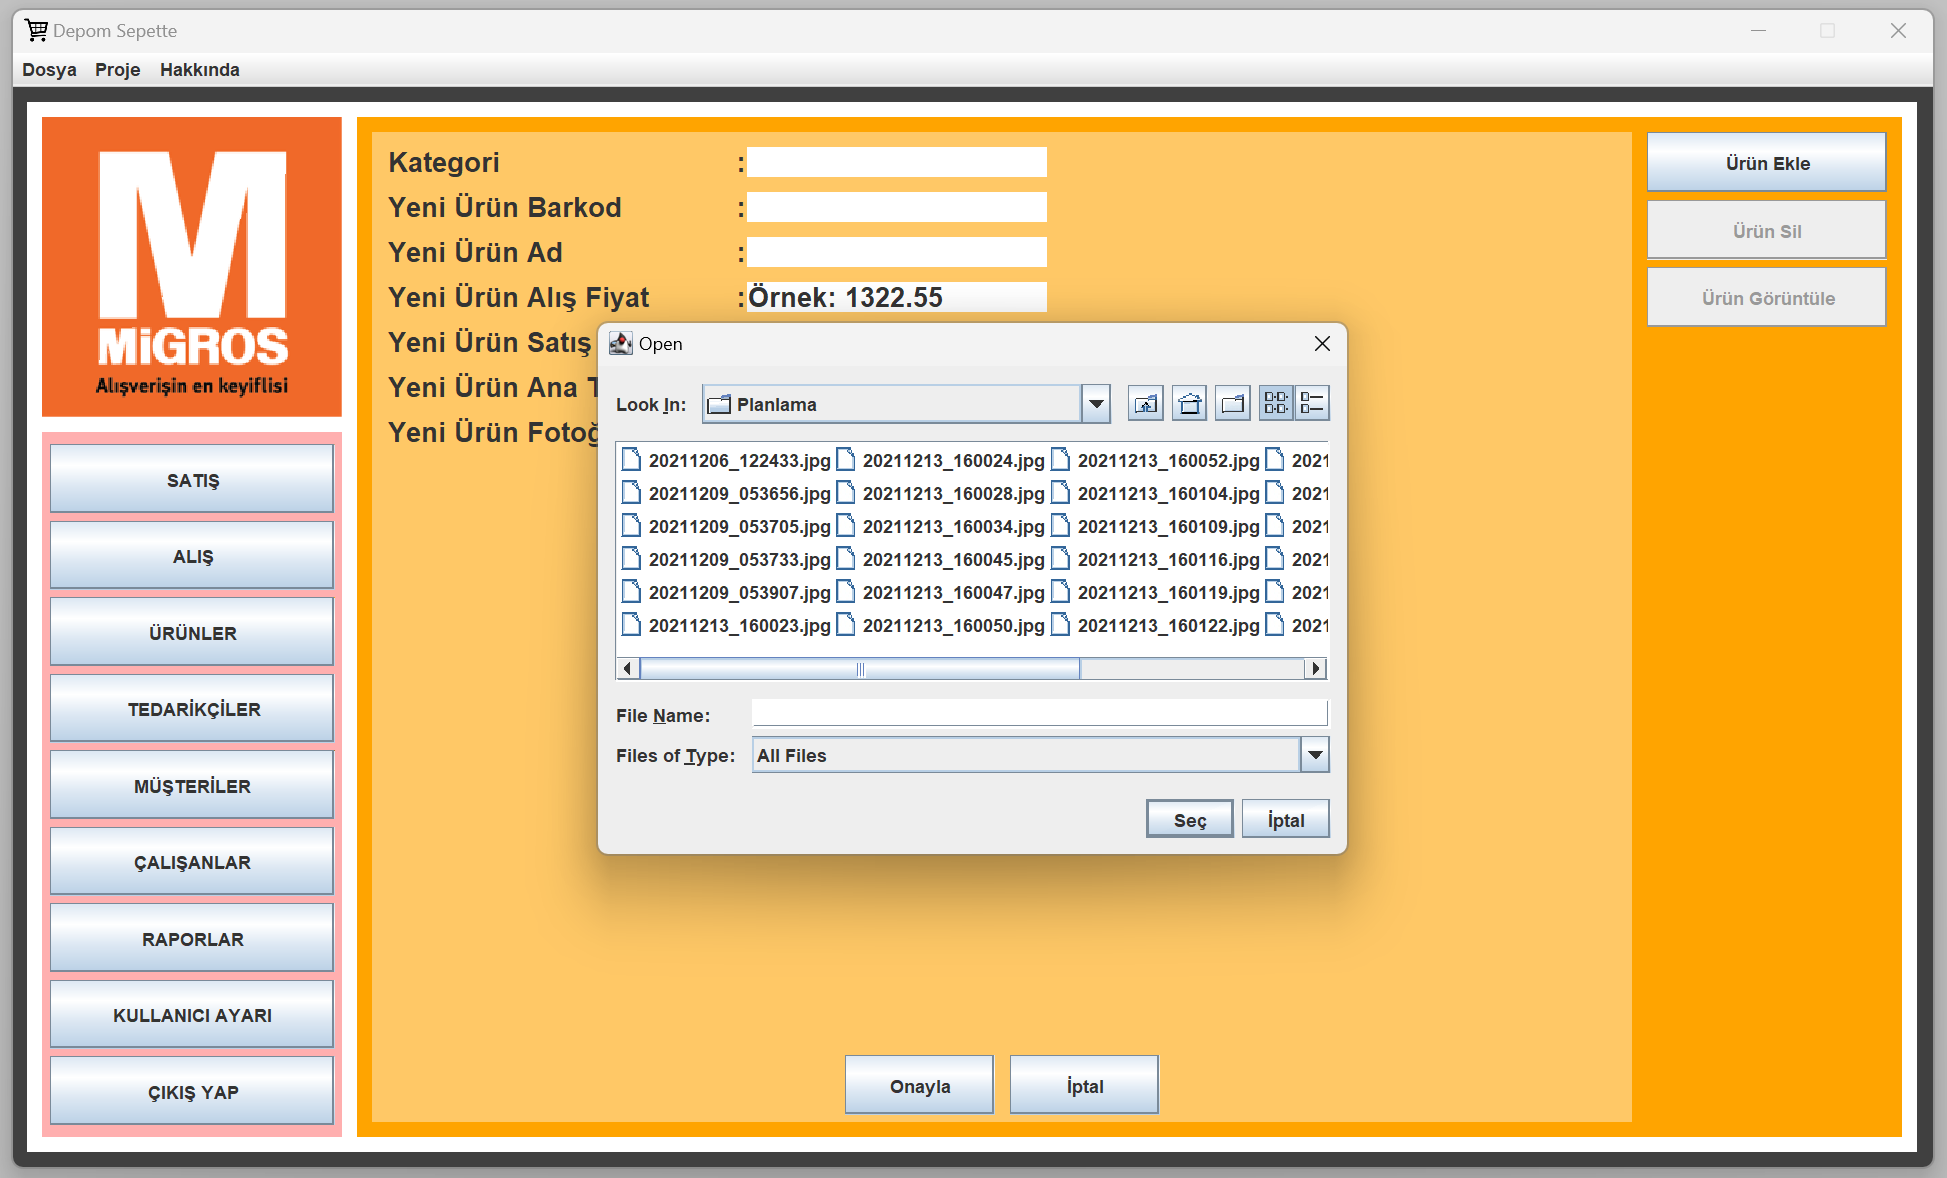 Depom Sepette
Dosya Proje Hakkında
MiGROS
Alışverişin en keyiflisi
SATIŞ
ALIŞ
ÜRÜNLER
TEDARİKÇİLER
MÜŞTERİLER
ÇALIŞANLAR
RAPORLAR
KULLANICI AYARI
ÇIKIŞ YAP
Kategori :
Yeni Ürün Barkod :
Yeni Ürün Ad :
Yeni Ürün Alış Fiyat :Örnek: 1322.55
Yeni Ürün Satış
Yeni Ürün Ana T
Yeni Ürün Fotoğ
Open
Look In: Planlama
20211206_122433.jpg 20211213_160024.jpg 20211213_160052.jpg 2021
20211209_053656.jpg 20211213_160028.jpg 20211213_160104.jpg 2021
20211209_053705.jpg 20211213_160034.jpg 20211213_160109.jpg 2021
20211209_053733.jpg 20211213_160045.jpg 20211213_160116.jpg 2021
20211209_053907.jpg 20211213_160047.jpg 20211213_160119.jpg 2021
20211213_160023.jpg 20211213_160050.jpg 20211213_160122.jpg 2021
File Name:
Files of Type: All Files
Seç İptal
Onayla İptal
Ürün Ekle
Ürün Sil
Ürün Görüntüle